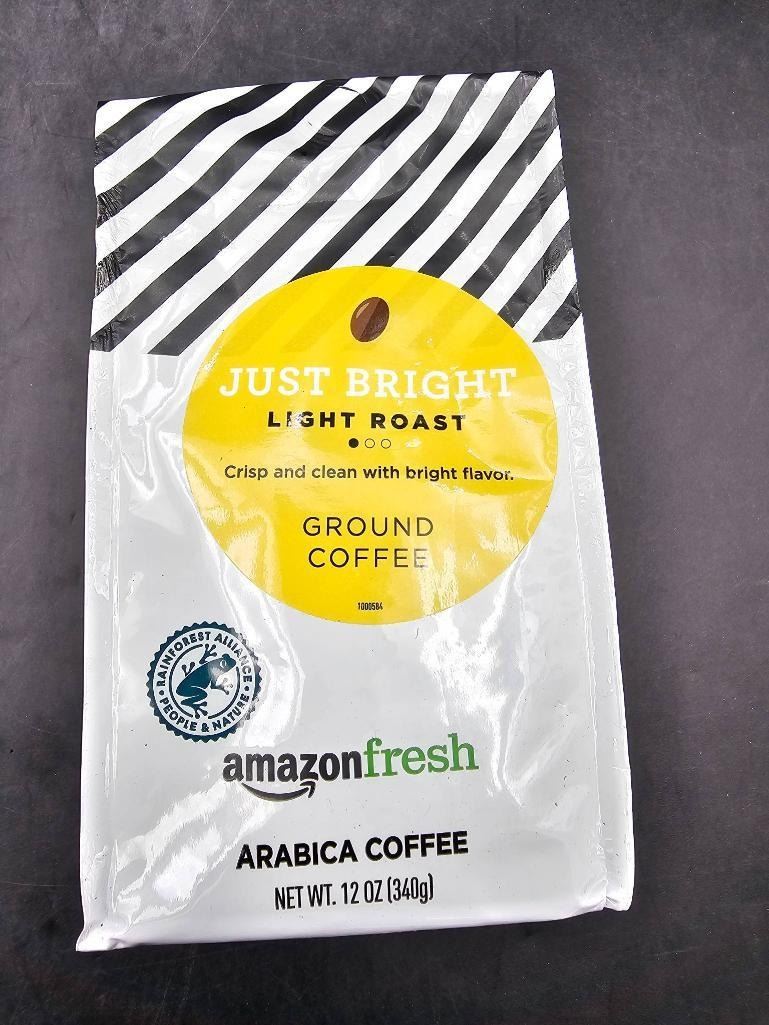 JUST BRIGHT
LIGHT ROAST
Crisp and clean with bright flavor.
GROUND
COFFEE
1000584
RAINFOREST ALLIANCE
PEOPLE & NATURE
amazonfresh
ARABICA COFFEE
NET WT. 12 OZ (340g)